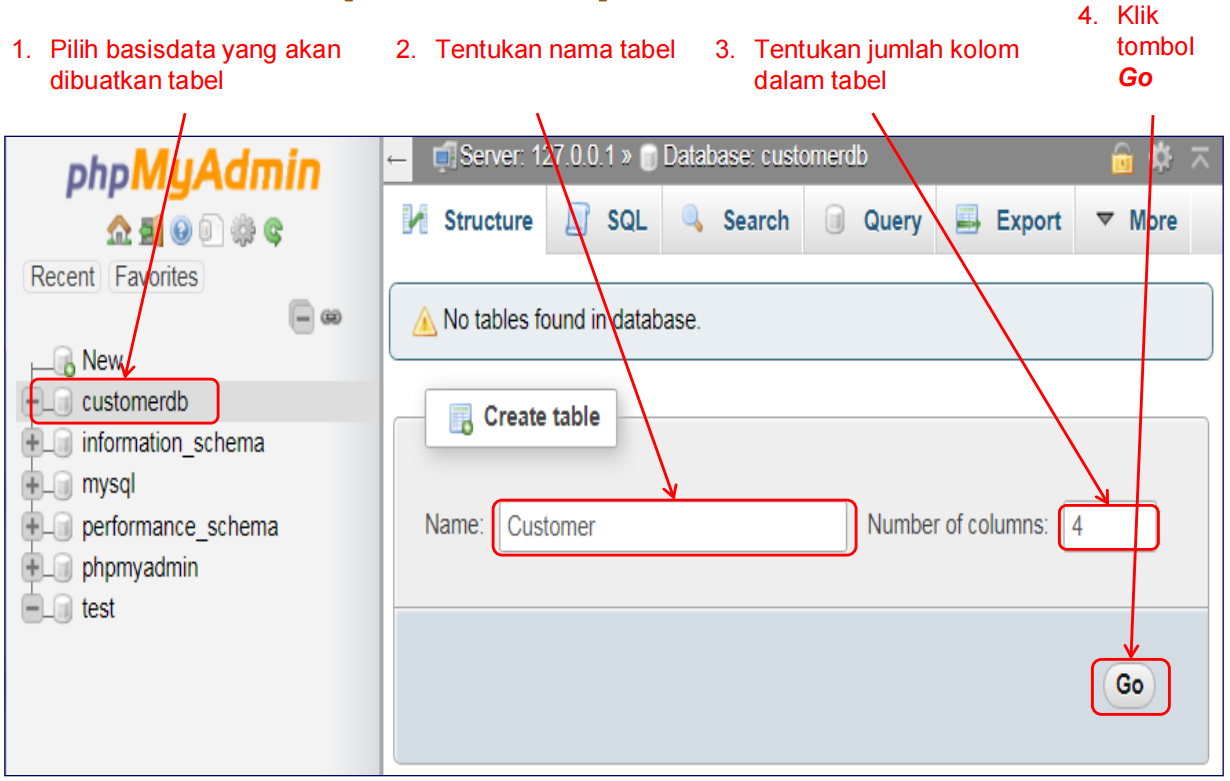 1. Pilih basisdata yang akan
dibuatkan tabel
2. Tentukan nama tabel
3. Tentukan jumlah kolom
dalam tabel
4. Klik
tombol
Go
phpMyAdmin
Recent Favorites
New
customerdb
information_schema
mysql
performance_schema
phpmyadmin
test
← Server: 127.0.0.1 » Database: customerdb
Structure SQL Search Query Export ▼ More
No tables found in database.
Create table
Name: Customer Number of columns: 4
Go